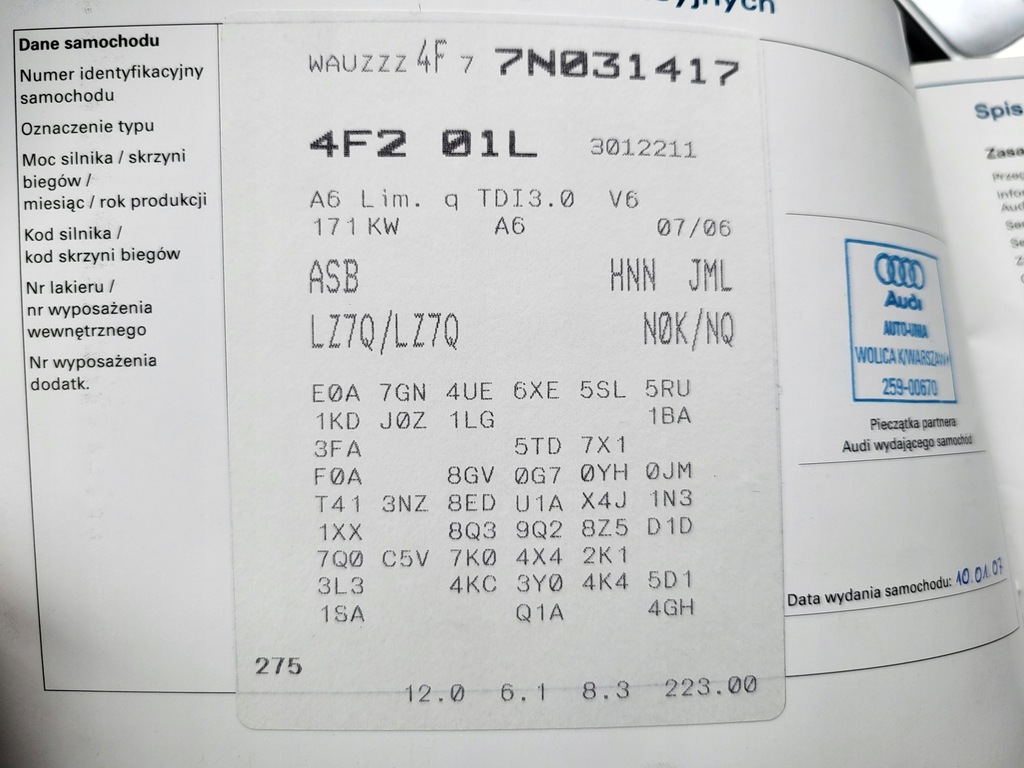 yjnych
Dane samochodu
Numer identyfikacyjny
samochodu
Oznaczenie typu
Moc silnika / skrzyni
biegów /
miesiąc / rok produkcji
Kod silnika /
kod skrzyni biegów
Nr lakieru /
nr wyposażenia
wewnętrznego
Nr wyposażenia
dodatk.
WAUZZZ 4F 7 7N031417
4F2 01L 3012211
A6 Lim. q TDI3.0 V6
171 KW A6 07/06
ASB HNN JML
LZ7Q/LZ7Q N0K/NQ
E0A 7GN 4UE 6XE 5SL 5RU
1KD J0Z 1LG 1BA
3FA 5TD 7X1
F0A 8GV 0G7 0YH 0JM
T41 3NZ 8ED U1A X4J 1N3
1XX 8Q3 9Q2 8Z5 D1D
7Q0 C5V 7K0 4X4 2K1
3L3 4KC 3Y0 4K4 5D1
1SA Q1A 4GH
275
12.0 6.1 8.3 223.00
Audi
AUTO-UNIA
WOLICA K/WARSZAWY
259-00670
Pieczątka partnera
Audi wydającego samochód
Data wydania samochodu: 10.01.07
Spis
Zasa